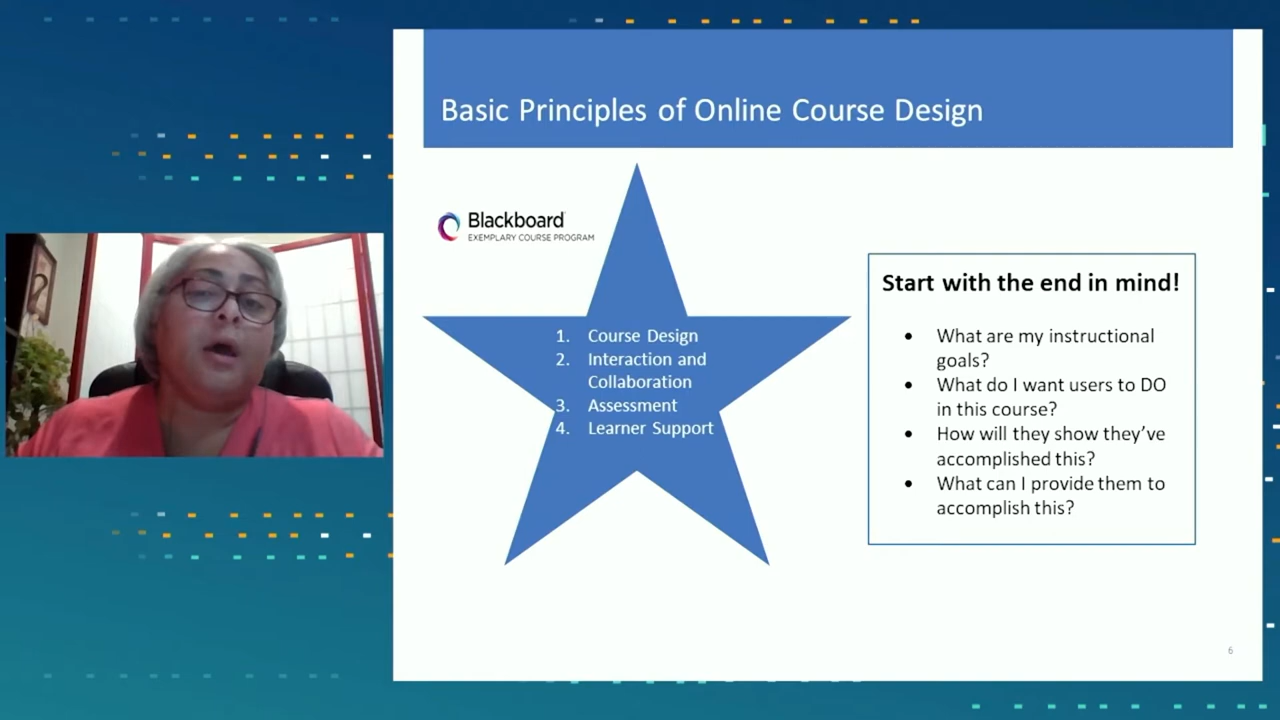 Basic Principles of Online Course Design
Blackboard
EXEMPLARY COURSE PROGRAM
1. Course Design
2. Interaction and
Collaboration
3. Assessment
4. Learner Support
Start with the end in mind!
• What are my instructional
goals?
• What do I want users to DO
in this course?
• How will they show they’ve
accomplished this?
• What can I provide them to
accomplish this?
6